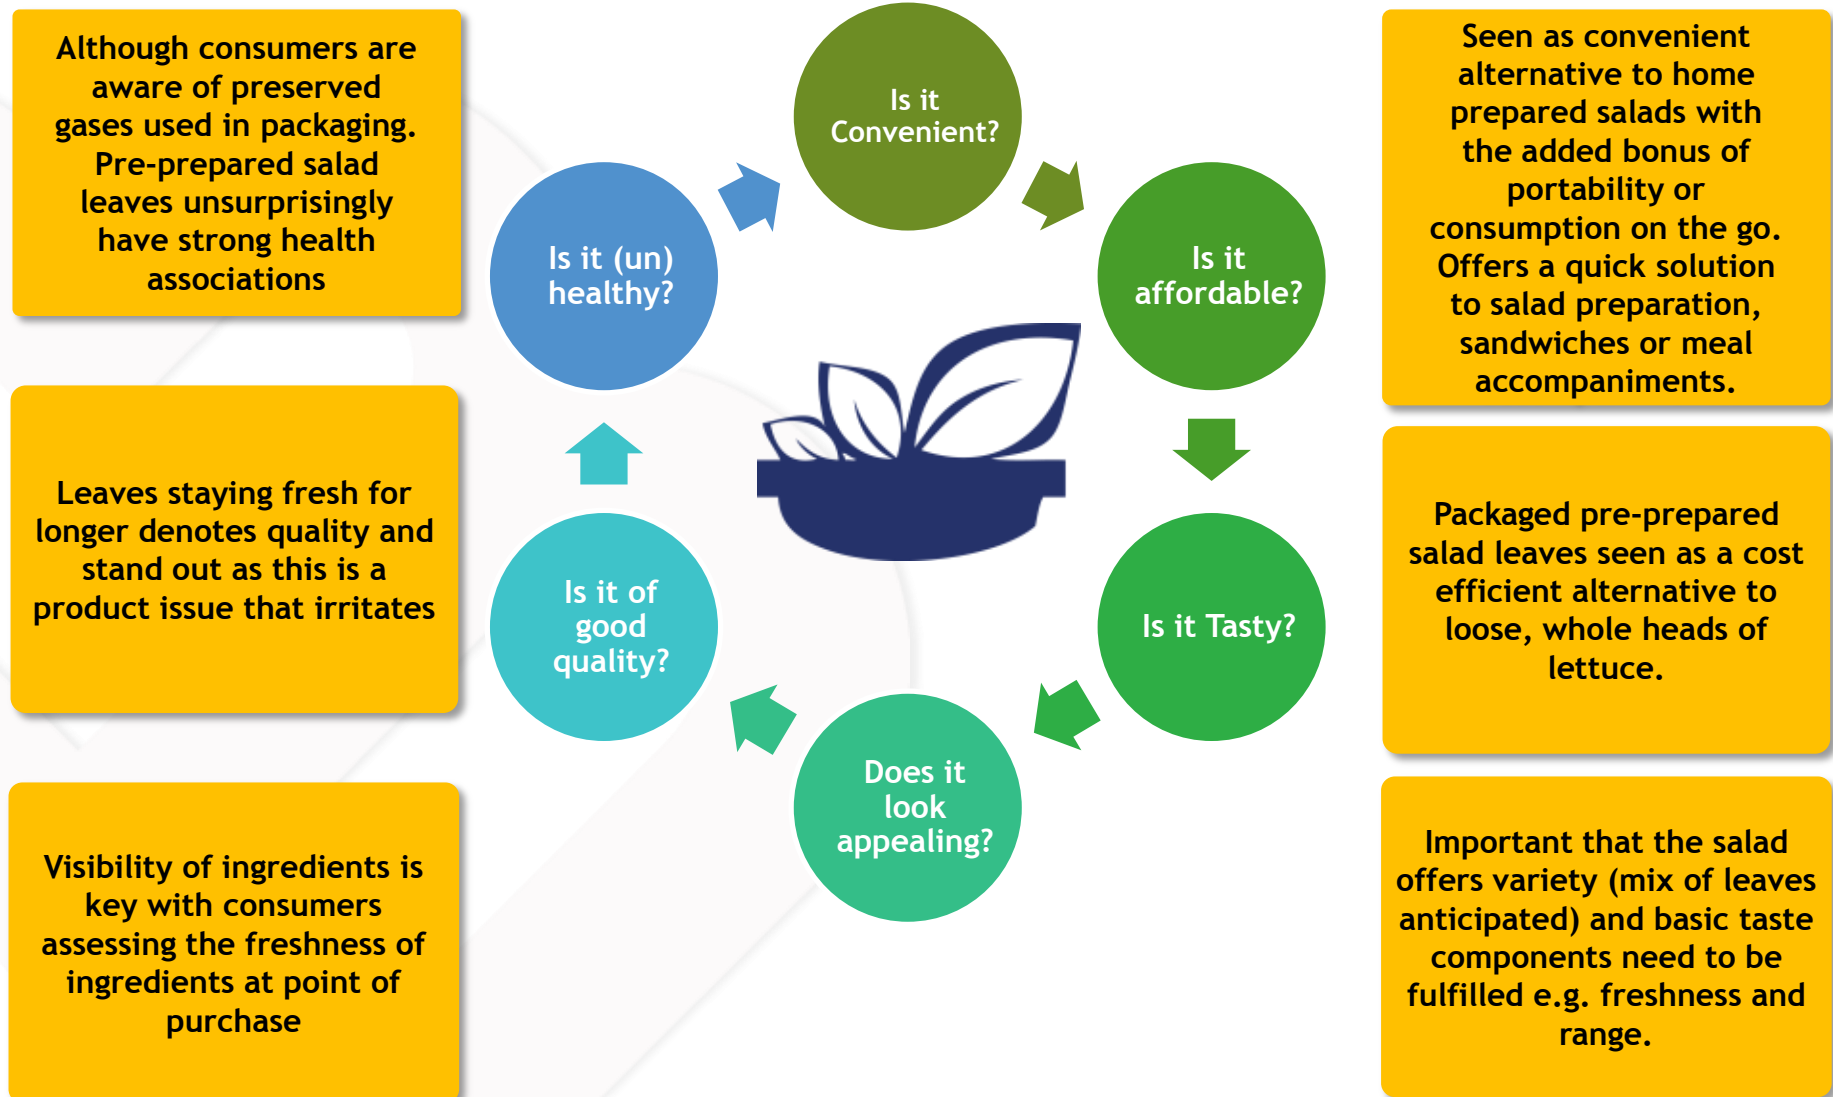 Although consumers are
aware of preserved
gases used in packaging.
Pre-prepared salad
leaves unsurprisingly
have strong health
associations
Leaves staying fresh for
longer denotes quality and
stand out as this is a
product issue that irritates
Visibility of ingredients is
key with consumers
assessing the freshness of
ingredients at point of
purchase
Is it
Convenient?
Is it
affordable?
Is it Tasty?
Does it
look
appealing?
Is it of
good
quality?
Is it (un)
healthy?
Seen as convenient
alternative to home
prepared salads with
the added bonus of
portability or
consumption on the go.
Offers a quick solution
to salad preparation,
sandwiches or meal
accompaniments.
Packaged pre-prepared
salad leaves seen as a cost
efficient alternative to
loose, whole heads of
lettuce.
Important that the salad
offers variety (mix of leaves
anticipated) and basic taste
components need to be
fulfilled e.g. freshness and
range.